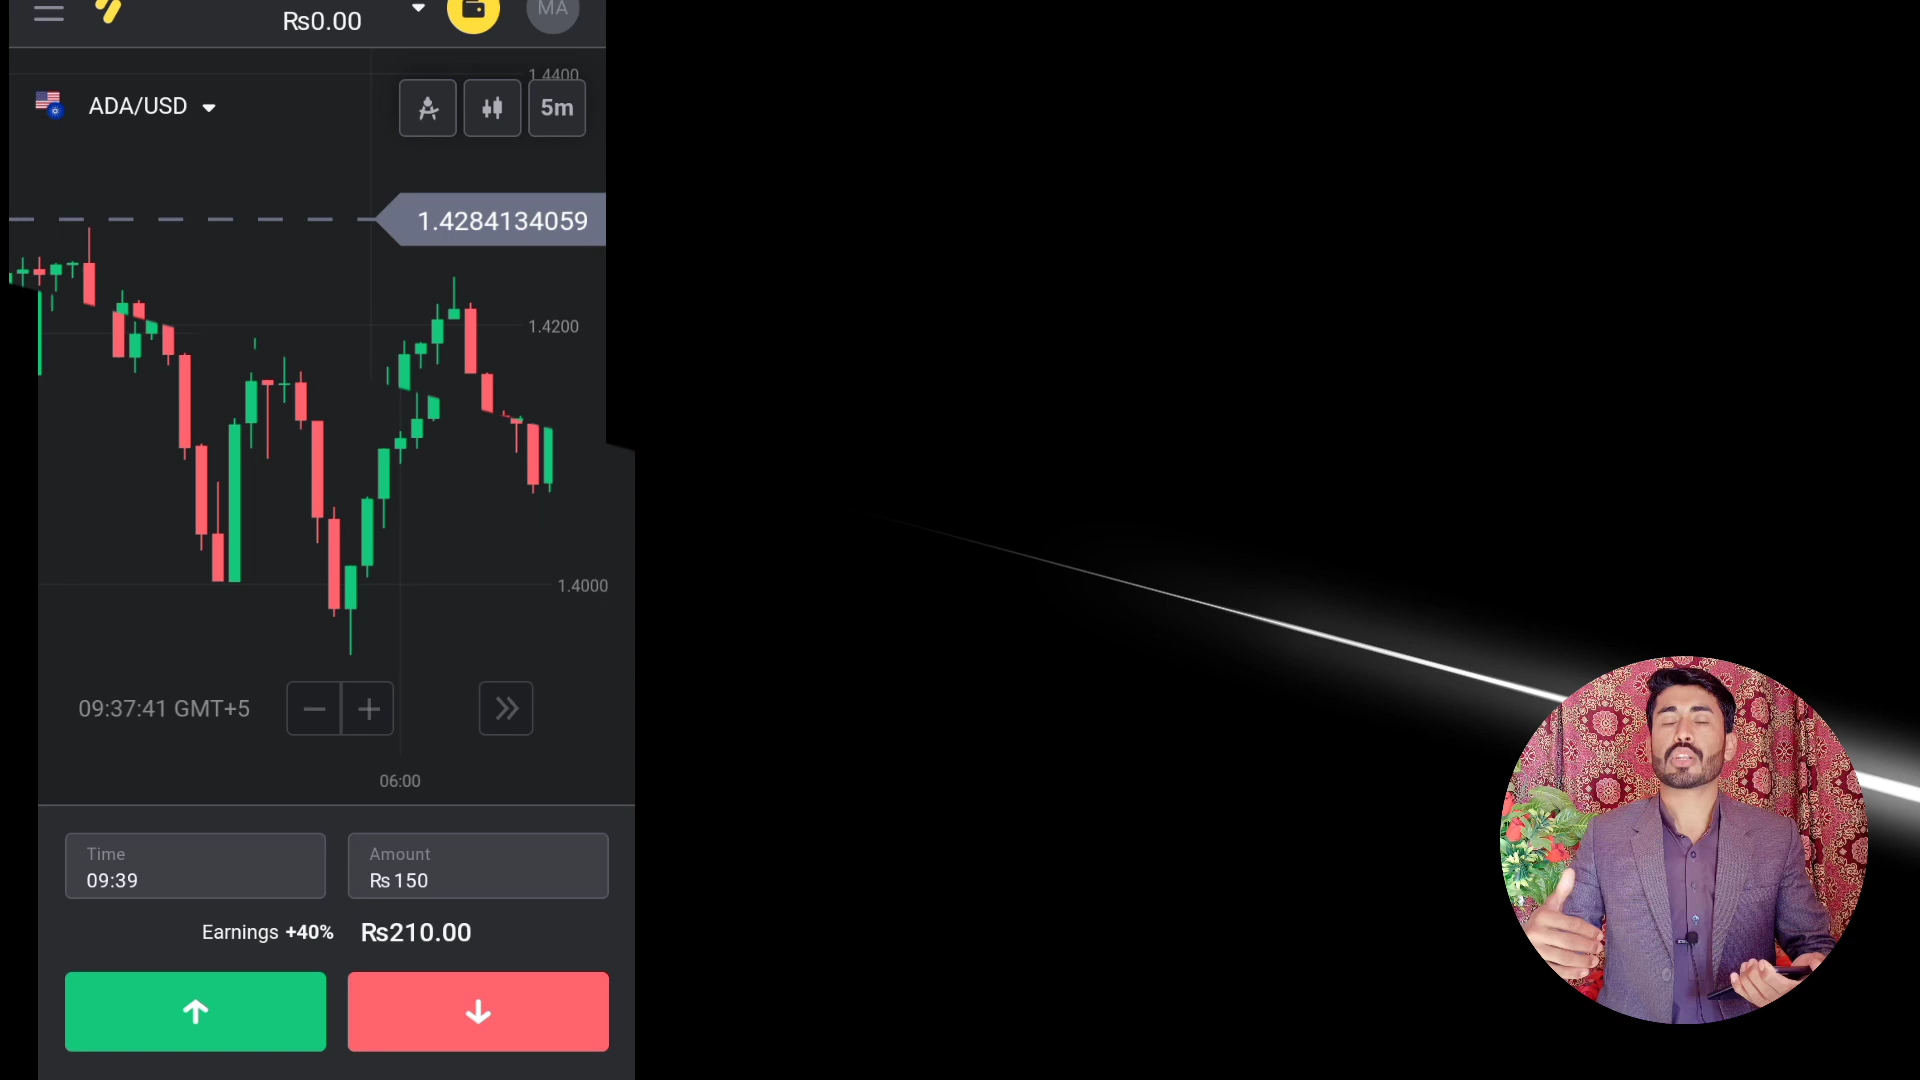 Rs0.00
MA
1.4400
ADA/USD
5m
1.4284134059
1.4200
1.4000
09:37:41 GMT+5
06:00
Time
09:39
Amount
Rs 150
Earnings +40%
Rs210.00